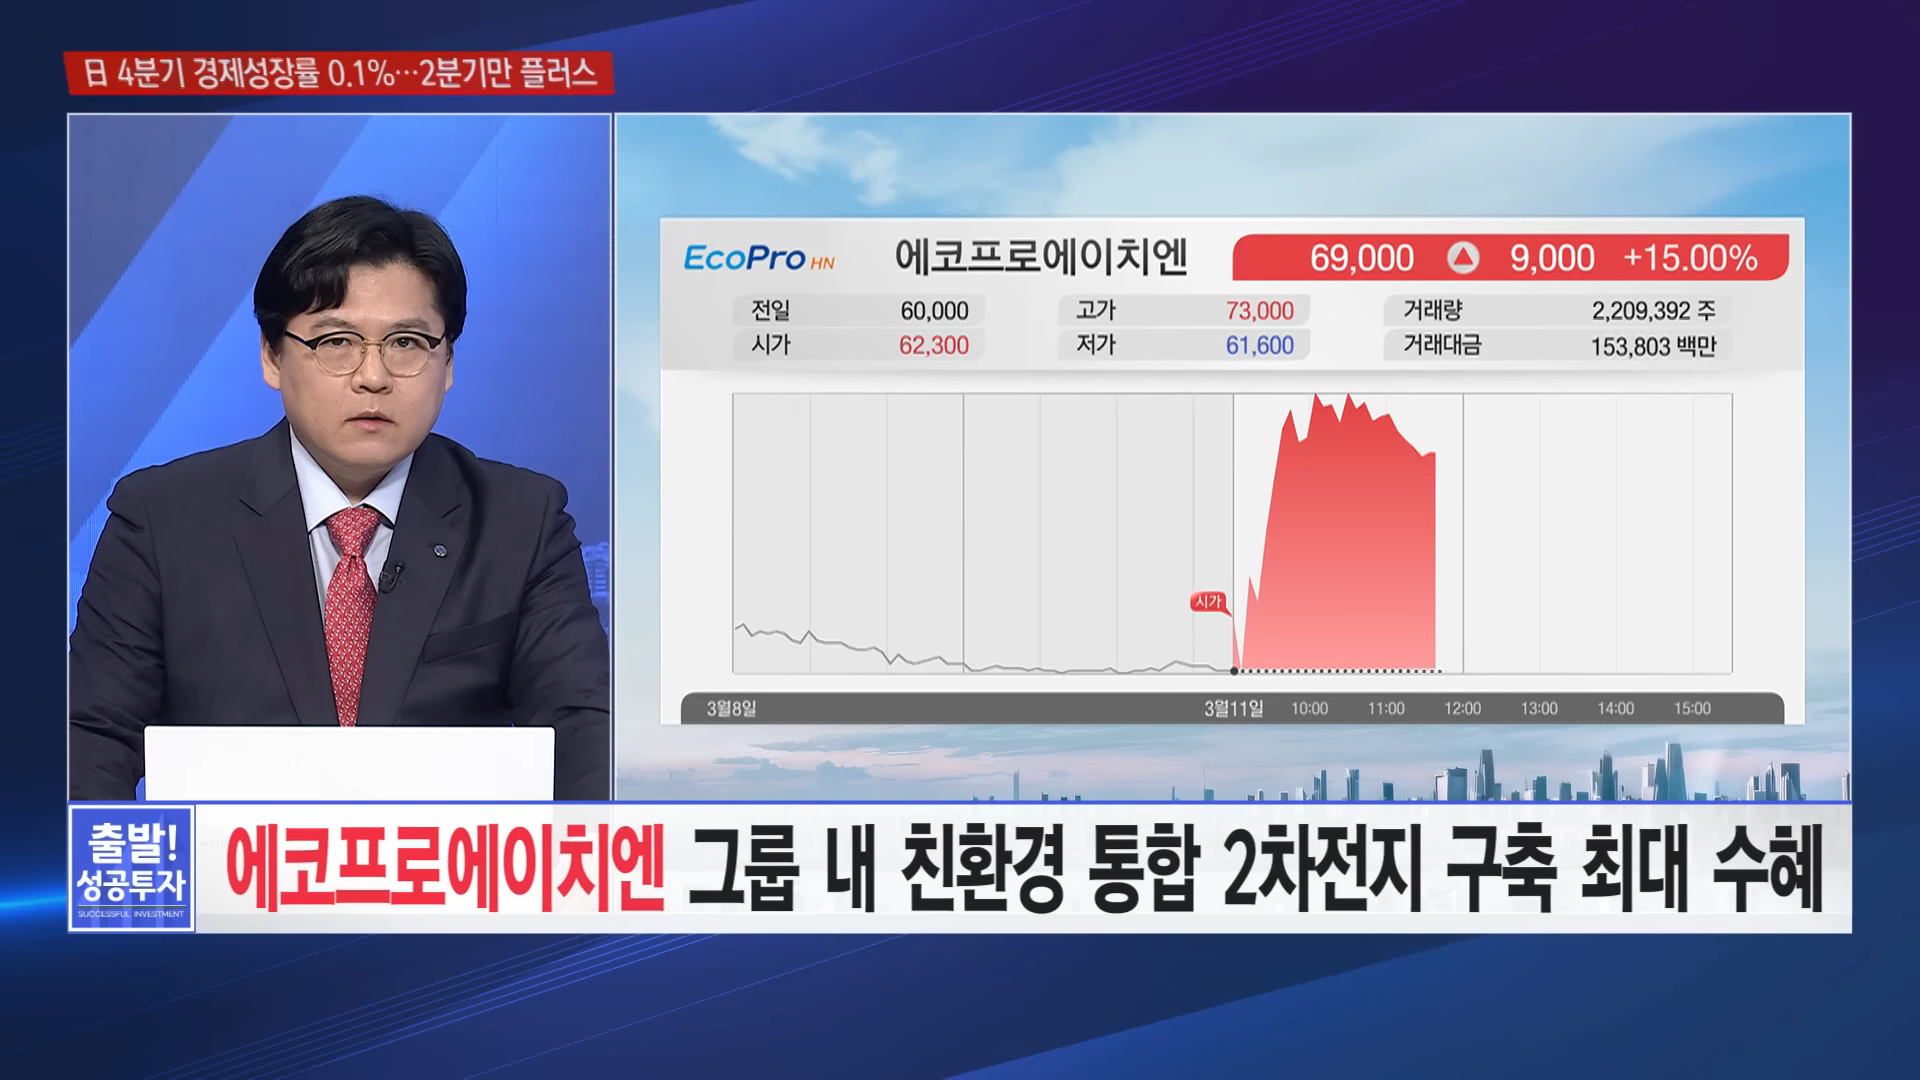 日 4분기 경제성장률 0.1%…2분기만 플러스
EcoPro HN 에코프로에이치엔 69,000 ▲ 9,000 +15.00%
전일 60,000 고가 73,000 거래량 2,209,392 주
시가 62,300 저가 61,600 거래대금 153,803 백만
시가
3월8일 3월11일 10:00 11:00 12:00 13:00 14:00 15:00
출발!
성공투자
SUCCESSFUL INVESTMENT
에코프로에이치엔 그룹 내 친환경 통합 2차전지 구축 최대 수혜